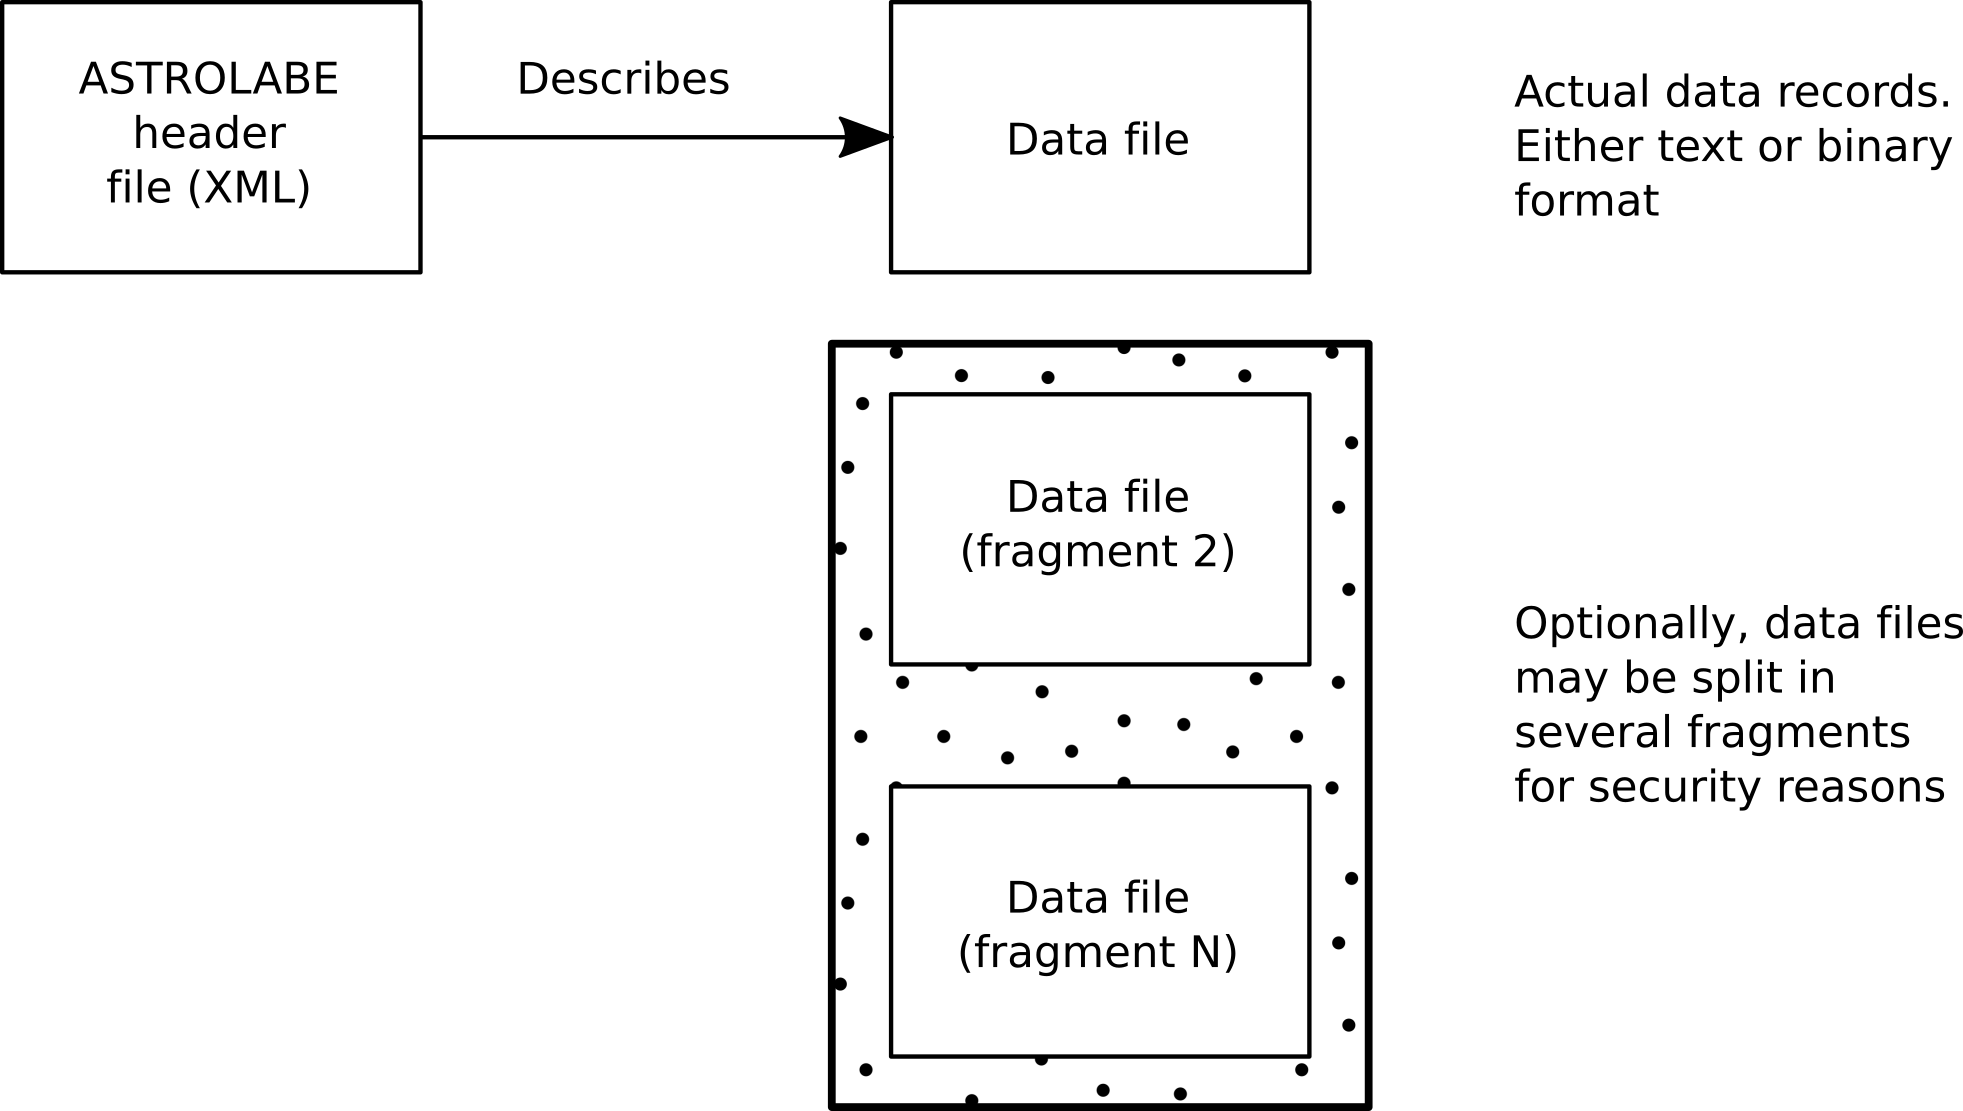 ASTROLABE
header
file (XML)
Describes
Data file
Actual data records.
Either text or binary
format
Data file
(fragment 2)
Data file
(fragment N)
Optionally, data files
may be split in
several fragments
for security reasons